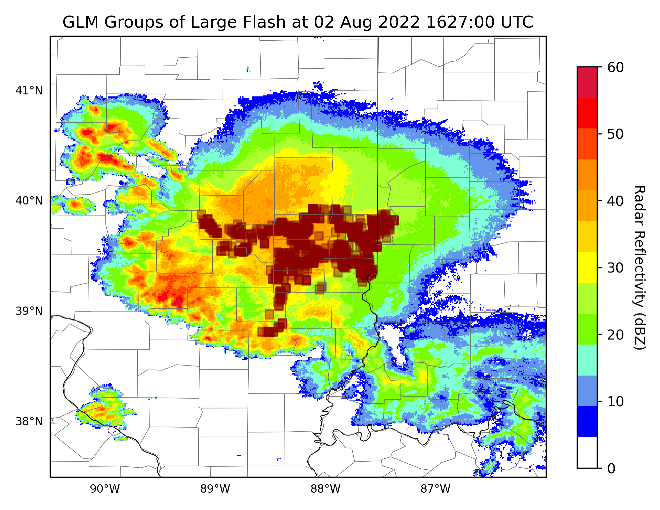 GLM Groups of Large Flash at 02 Aug 2022 1627:00 UTC
41°N
40°N
39°N
38°N
90°W
89°W
88°W
87°W
60
50
40
30
20
10
0
Radar Reflectivity (dBZ)